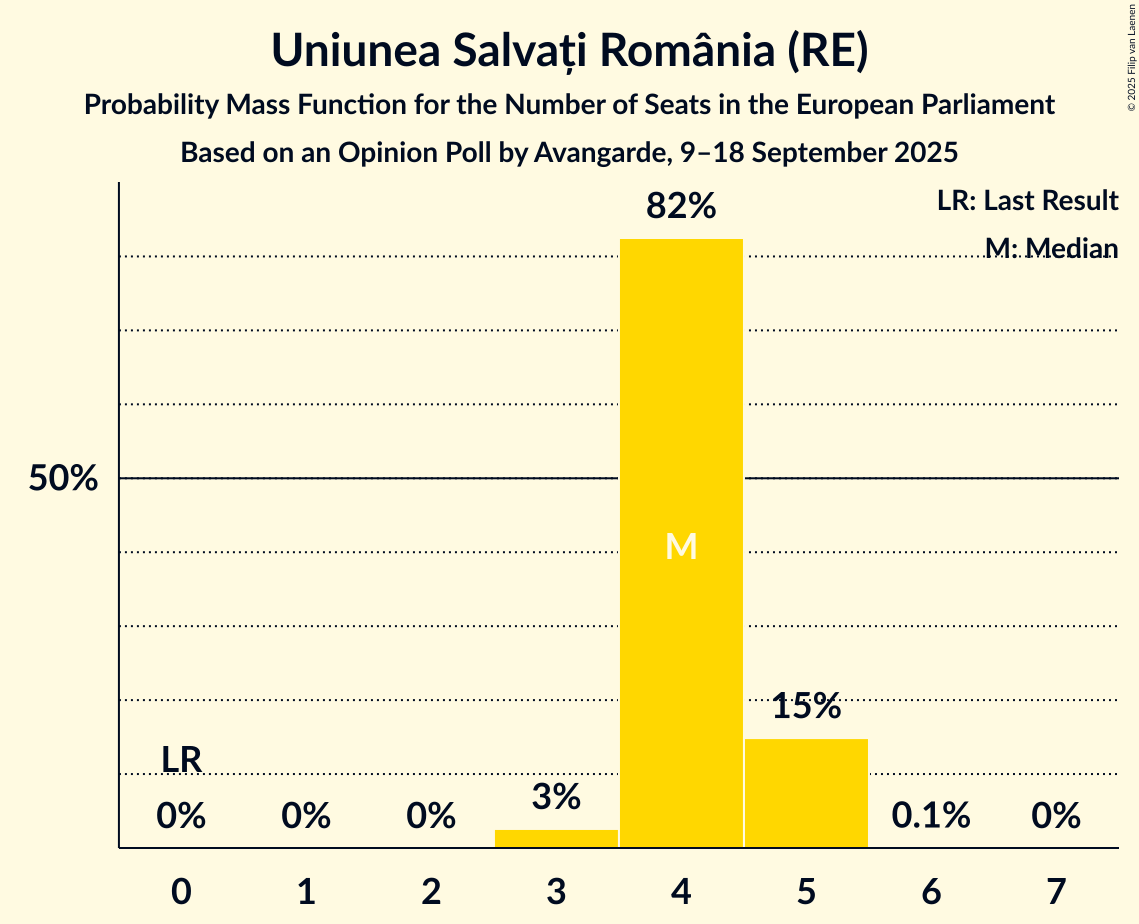 Uniunea Salvați România (RE)
Probability Mass Function for the Number of Seats in the European Parliament
Based on an Opinion Poll by Avangarde, 9–18 September 2025
© 2025 Filip van Laenen
LR: Last Result
M: Median
82%
50%
M
15%
LR
3%
0% 0% 0% 0.1% 0%
0 1 2 3 4 5 6 7